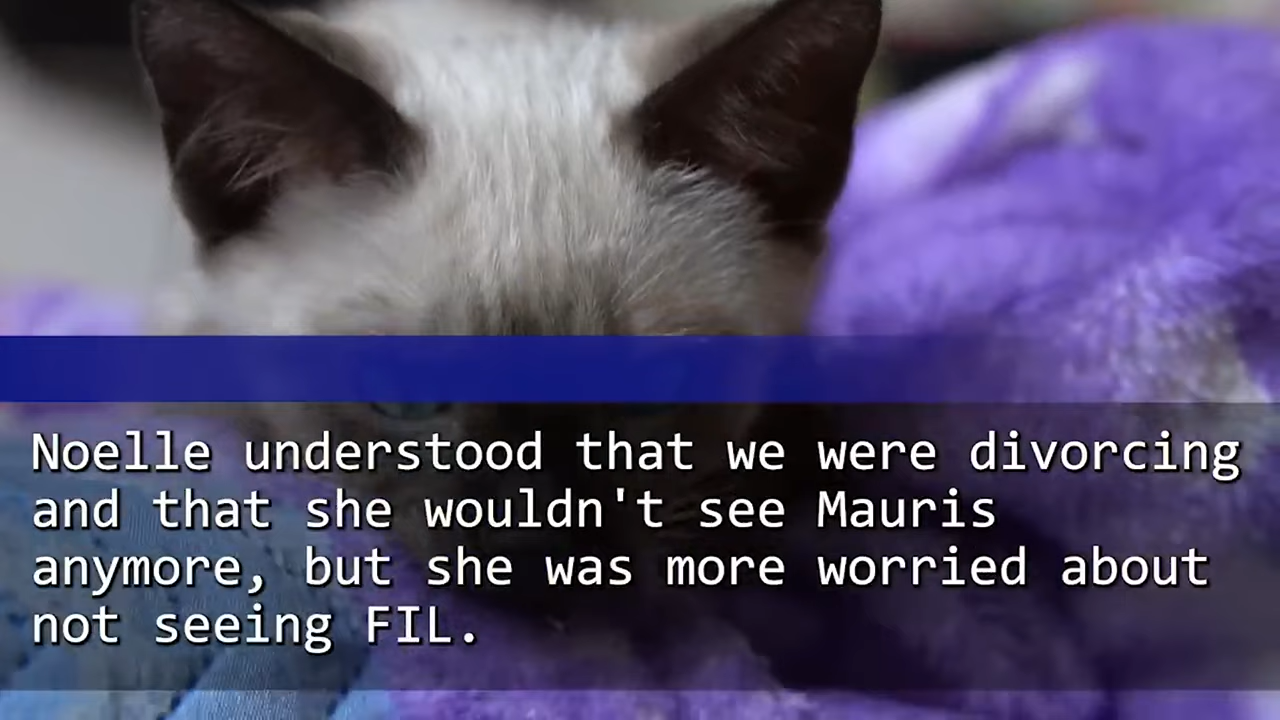 Noelle understood that we were divorcing
and that she wouldn't see Mauris
anymore, but she was more worried about
not seeing FIL.